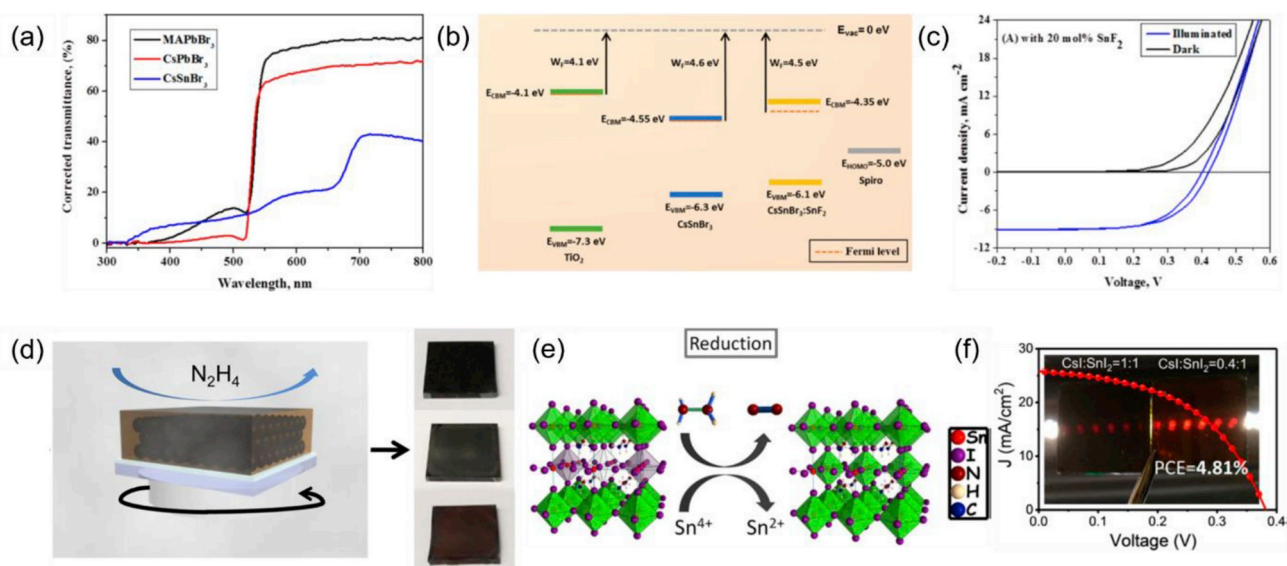 (a)
MAPbBr3
CsPbBr3
CsSnBr3
Corrected transmittance, (%)
80
60
40
20
0
300 400 500 600 700 800
Wavelength, nm
(b)
Evac= 0 eV
WF=4.1 eV
WF=4.6 eV
WF=4.5 eV
ECBM=-4.1 eV
ECBM=-4.55 eV
ECBM=-4.35 eV
EHOMO=-5.0 eV
Spiro
EVBM=-6.3 eV
CsSnBr3
EVBM=-6.1 eV
CsSnBr3:SnF2
EVBM=-7.3 eV
TiO2
Fermi level
(c)
(A) with 20 mol% SnF2
Illuminated
Dark
Current density, mA cm-2
24
18
12
6
0
-6
-12
-0.2 -0.1 0.0 0.1 0.2 0.3 0.4 0.5 0.6
Voltage, V
(d)
N2H4
(e)
Reduction
Sn4+
Sn2+
Sn
I
N
H
C
(f)
CsI:SnI2=1:1
CsI:SnI2=0.4:1
PCE=4.81%
J (mA/cm2)
30
20
10
0
0.0 0.1 0.2 0.3 0.4
Voltage (V)